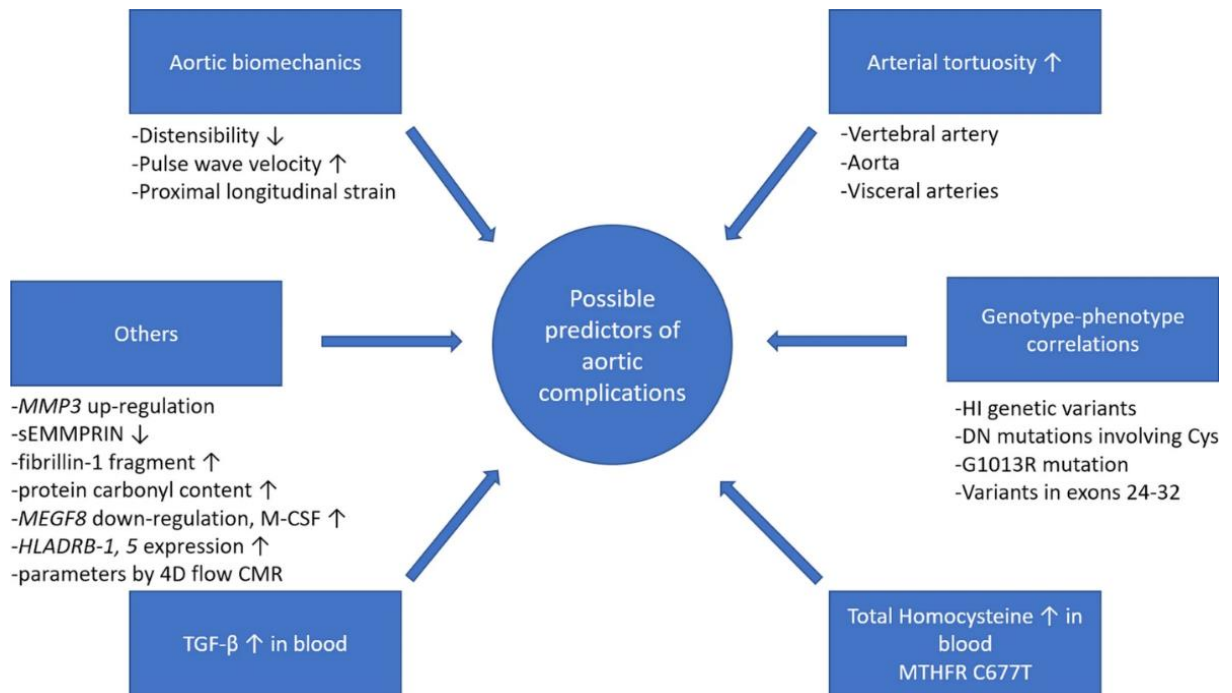 Aortic biomechanics
-Distensibility ↓
-Pulse wave velocity ↑
-Proximal longitudinal strain
Arterial tortuosity ↑
-Vertebral artery
-Aorta
-Visceral arteries
Possible
predictors of
aortic
complications
Others
-MMP3 up-regulation
-sEMMPRIN ↓
-fibrillin-1 fragment ↑
-protein carbonyl content ↑
-MEGF8 down-regulation, M-CSF ↑
-HLADRB-1, 5 expression ↑
-parameters by 4D flow CMR
Genotype-phenotype
correlations
-HI genetic variants
-DN mutations involving Cys
-G1013R mutation
-Variants in exons 24-32
TGF-β ↑ in blood
Total Homocysteine ↑ in
blood
MTHFR C677T